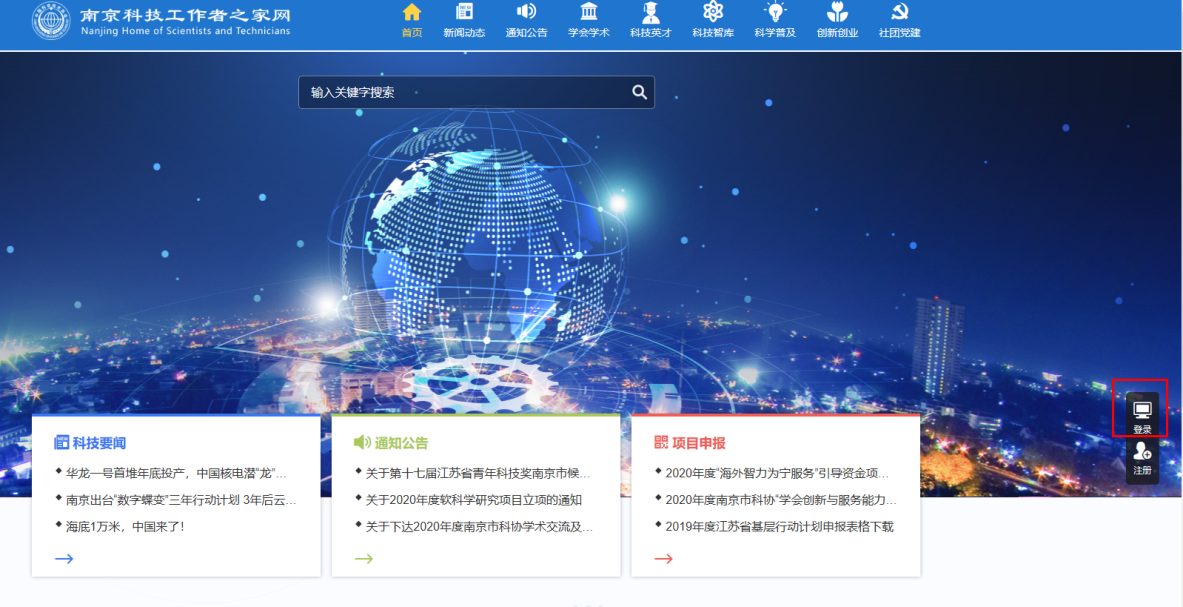 南京科技工作者之家网
Nanjing Home of Scientists and Technicians
首页 新闻动态 通知公告 学会学术 科技英才 科技智库 科学普及 创新创业 社团党建
输入关键字搜索
登录
注册
科技要闻
华龙一号首堆年底投产，中国核电潜“龙”...
南京出台“数字蝶变”三年行动计划 3年后云...
海底1万米，中国来了！
通知公告
关于第十七届江苏省青年科技奖南京市候...
关于2020年度软科学研究项目立项的通知
关于下达2020年度南京市科协学术交流及...
项目申报
2020年度“海外智力为宁服务”引导资金项...
2020年度南京市科协“学会创新与服务能力...
2019年度江苏省基层行动计划申报表格下载